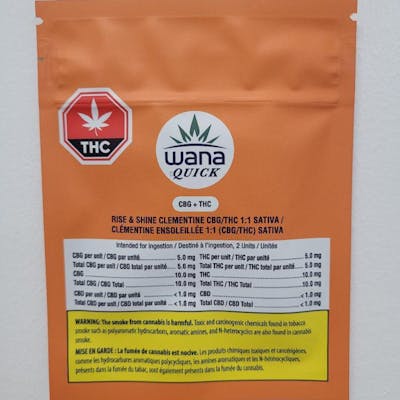 THC
wana
QUICK
CBG + THC
RISE & SHINE CLEMENTINE CBG/THC 1:1 SATIVA /
CLÉMENTINE ENSOLEILLÉE 1:1 (CBG/THC) SATIVA
Intended for ingestion / Destiné à l'ingestion, 2 Units / Unités
CBG per unit / CBG par unité 5.0 mg THC per unit / THC par unité 5.0 mg
Total CBG per unit / CBG total par unité 5.0 mg Total THC per unit / THC total par unité 5.0 mg
CBG 10.0 mg THC 10.0 mg
Total CBG / CBG Total 10.0 mg Total THC / THC Total 10.0 mg
CBD per unit / CBD par unité <1.0 mg CBD <1.0 mg
Total CBD per unit / CBD total par unité <1.0 mg Total CBD / CBD Total <1.0 mg
WARNING: The smoke from cannabis is harmful. Toxic and carcinogenic chemicals found in tobacco
smoke such as polyaromatic hydrocarbons, aromatic amines, and N-heterocyclics are also found in cannabis
smoke.
MISE EN GARDE : La fumée de cannabis est nocive. Les produits chimiques toxiques et cancérigènes,
comme les hydrocarbures aromatiques polycycliques, les amines aromatiques et les N-hétérocycliques,
présents dans la fumée du tabac, sont également présents dans la fumée du cannabis.